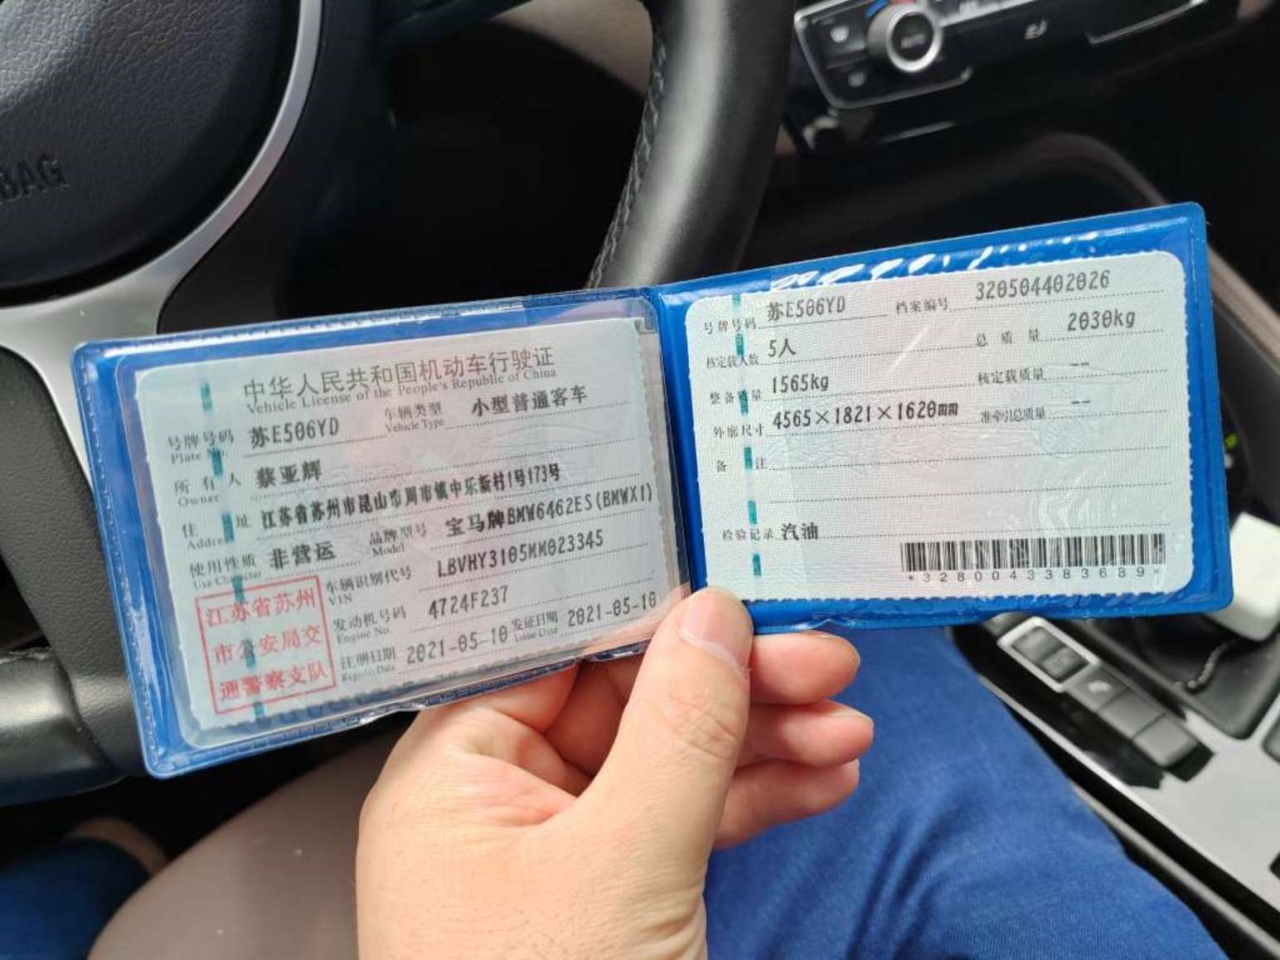 BAG
AUTO
中华人民共和国机动车行驶证
Vehicle License of the People's Republic of China
号牌号码 苏E506YD 车辆类型 小型普通客车
Plate No. Vehicle Type
所有人 蔡亚辉
Owner
住址 江苏省苏州市昆山市周市镇中乐新村1号173号
Address
使用性质 非营运 品牌型号 宝马牌BMW6462ES(BMWX1)
Use Character Model
车辆识别代号 LBVHY3105MM023345
VIN
发动机号码 4724F237
Engine No.
注册日期 2021-05-10 发证日期 2021-05-10
Register Date Issue Date
江苏省苏州
市公安局交
通警察支队
号牌号码 苏E506YD 档案编号 320504402026
核定载人数 5人 总质量 2030kg
整备质量 1565kg 核定载质量 --
外廓尺寸 4565×1821×1620mm 准牵引总质量 --
备注
检验记录 汽油
*3280043383689*